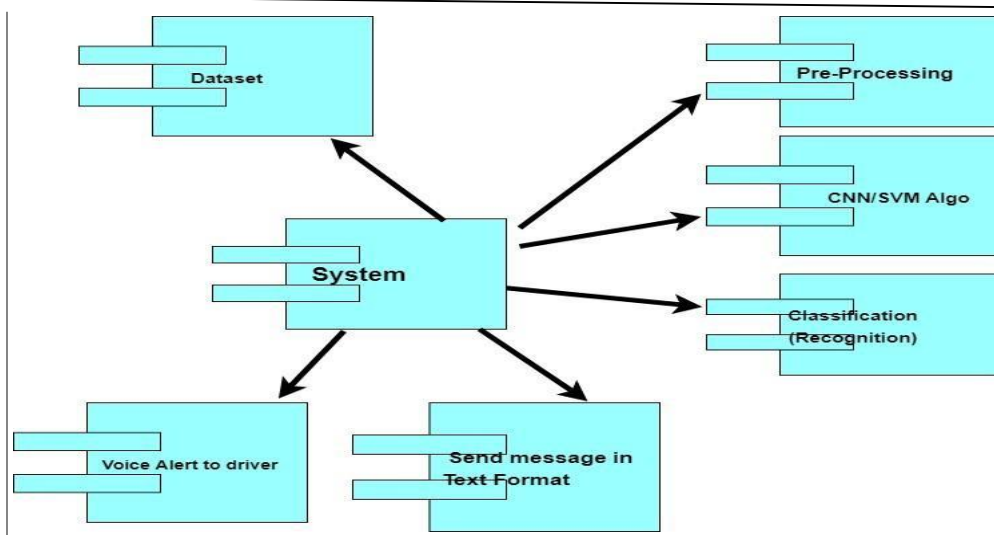 Dataset
Pre-Processing
CNN/SVM Algo
System
Classification
(Recognition)
Voice Alert to driver
Send message in
Text Format